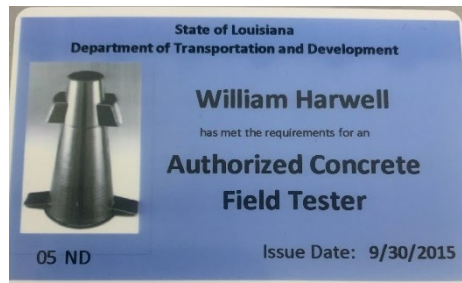 State of Louisiana
Department of Transportation and Development
William Harwell
has met the requirements for an
Authorized Concrete
Field Tester
05 ND
Issue Date: 9/30/2015